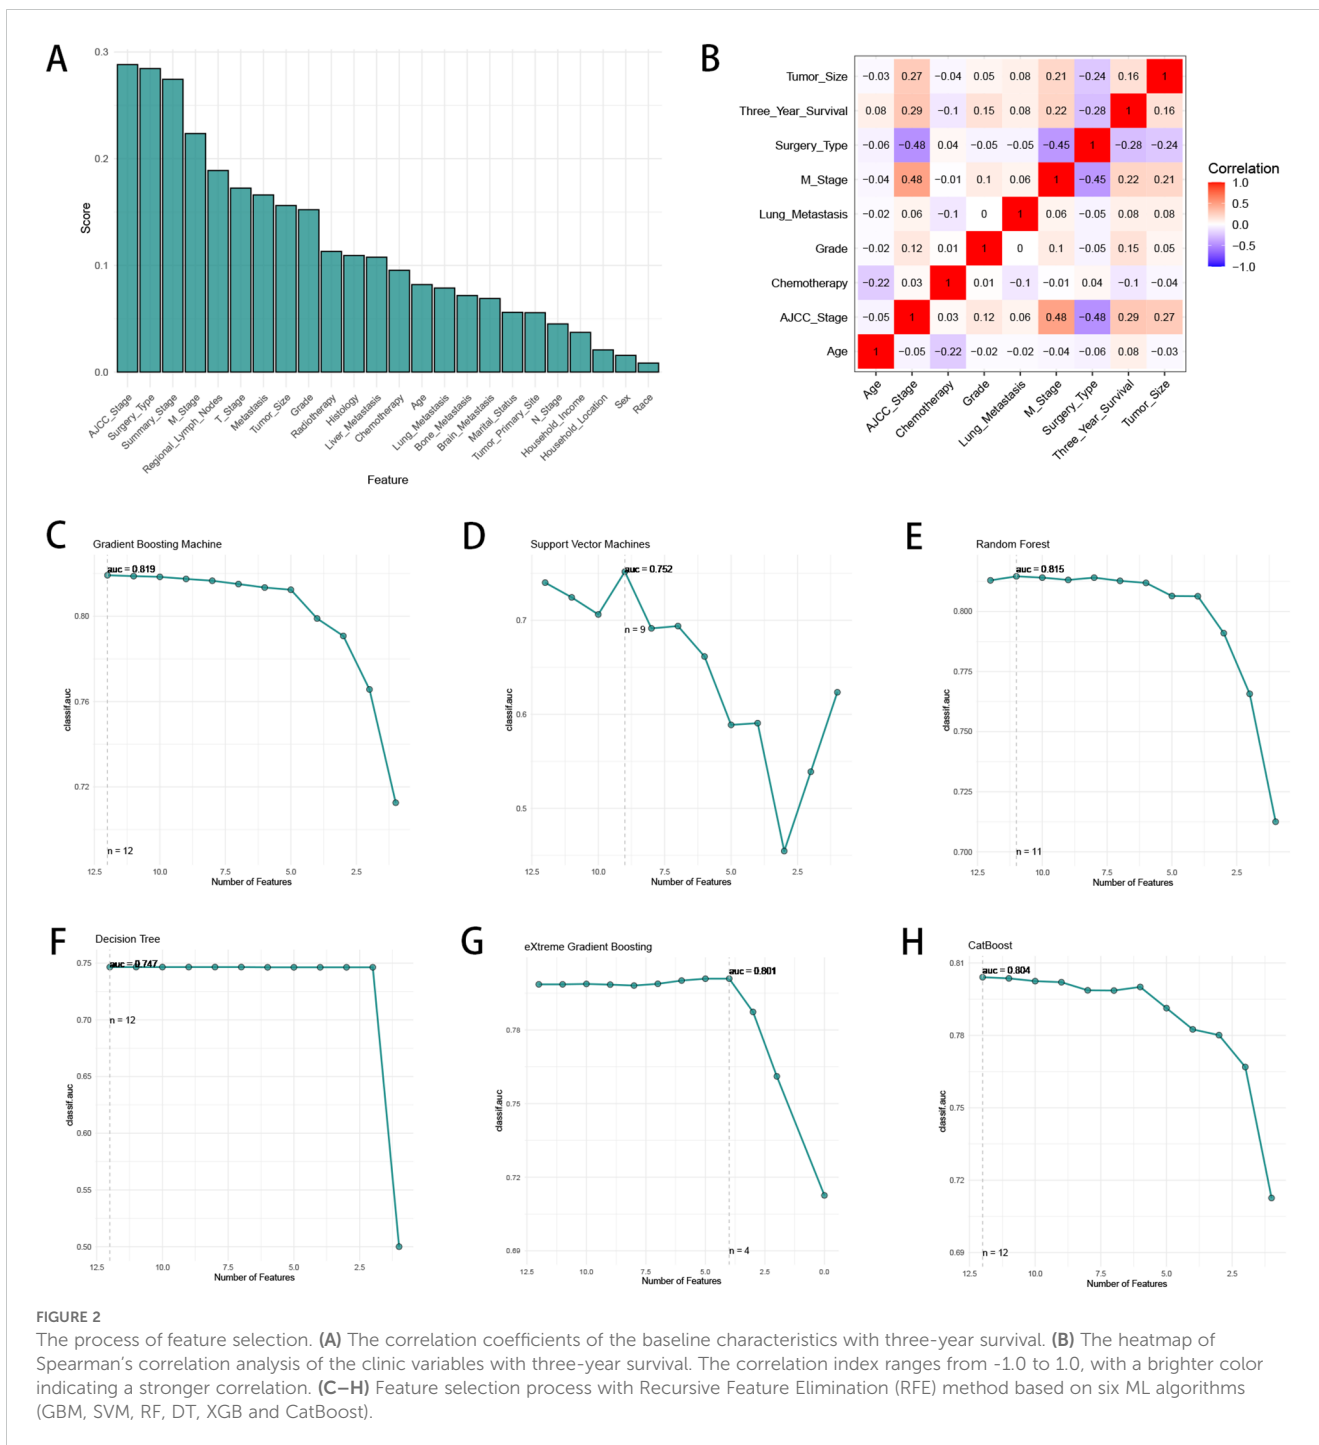 A
0.3
0.2
0.1
0.0
Score
AJCC_Stage
Surgery_Type
Summary_Stage
M_Stage
Regional_Lymph_Nodes
T_Stage
Metastasis
Tumor_Size
Grade
Radiotherapy
Histology
Liver_Metastasis
Chemotherapy
Age
Lung_Metastasis
Bone_Metastasis
Brain_Metastasis
Marital_Status
Tumor_Primary_Site
N_Stage
Household_Income
Household_Location
Sex
Race
Feature
B
Tumor_Size −0.03 0.27 −0.04 0.05 0.08 0.21 −0.24 0.16 1
Three_Year_Survival 0.08 0.29 −0.1 0.15 0.08 0.22 −0.28 1 0.16
Surgery_Type −0.06 −0.48 0.04 −0.05 −0.05 −0.45 1 −0.28 −0.24
M_Stage −0.04 0.48 −0.01 0.1 0.06 1 −0.45 0.22 0.21
Lung_Metastasis −0.02 0.06 −0.1 0 1 0.06 −0.05 0.08 0.08
Grade −0.02 0.12 0.01 1 0 0.1 −0.05 0.15 0.05
Chemotherapy −0.22 0.03 1 0.01 −0.1 −0.01 0.04 −0.1 −0.04
AJCC_Stage −0.05 1 0.03 0.12 0.06 0.48 −0.48 0.29 0.27
Age 1 −0.05 −0.22 −0.02 −0.02 −0.04 −0.06 0.08 −0.03
Age
AJCC_Stage
Chemotherapy
Grade
Lung_Metastasis
M_Stage
Surgery_Type
Three_Year_Survival
Tumor_Size
Correlation
1.0
0.5
0.0
−0.5
−1.0
C
Gradient Boosting Machine
auc = 0.819
0.80
0.76
0.72
classif.auc
n = 12
12.5 10.0 7.5 5.0 2.5
Number of Features
D
Support Vector Machines
auc = 0.752
0.7
n = 9
0.6
0.5
classif.auc
12.5 10.0 7.5 5.0 2.5
Number of Features
E
Random Forest
auc = 0.815
0.800
0.775
0.750
0.725
0.700
classif.auc
n = 11
12.5 10.0 7.5 5.0 2.5
Number of Features
F
Decision Tree
0.75
auc = 0.747
n = 12
0.70
0.65
0.60
0.55
0.50
classif.auc
12.5 10.0 7.5 5.0 2.5
Number of Features
G
eXtreme Gradient Boosting
auc = 0.801
0.78
0.75
0.72
0.69
classif.auc
n = 4
12.5 10.0 7.5 5.0 2.5 0.0
Number of Features
H
CatBoost
0.81
auc = 0.804
0.78
0.75
0.72
0.69
classif.auc
n = 12
12.5 10.0 7.5 5.0 2.5
Number of Features
FIGURE 2
The process of feature selection. (A) The correlation coefficients of the baseline characteristics with three-year survival. (B) The heatmap of
Spearman's correlation analysis of the clinic variables with three-year survival. The correlation index ranges from -1.0 to 1.0, with a brighter color
indicating a stronger correlation. (C–H) Feature selection process with Recursive Feature Elimination (RFE) method based on six ML algorithms
(GBM, SVM, RF, DT, XGB and CatBoost).